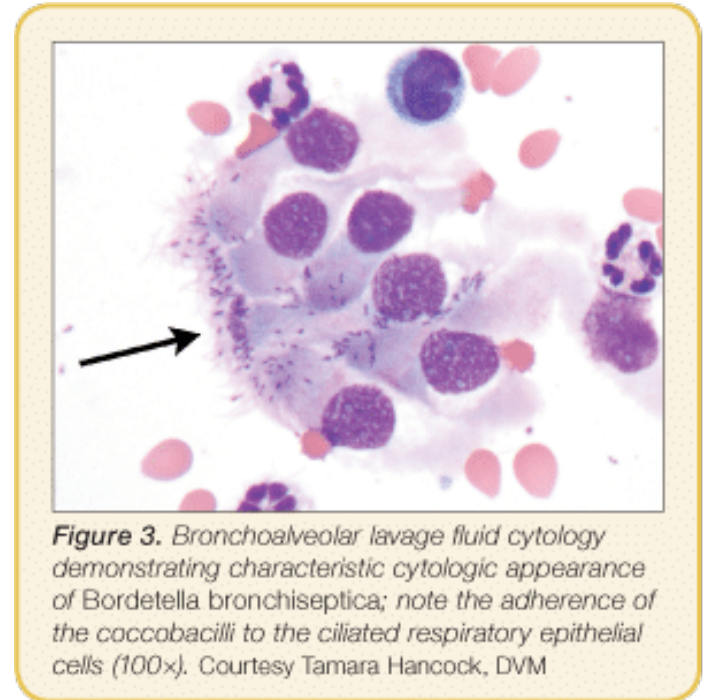 Figure 3. Bronchoalveolar lavage fluid cytology
demonstrating characteristic cytologic appearance
of Bordetella bronchiseptica; note the adherence of
the coccobacilli to the ciliated respiratory epithelial
cells (100×). Courtesy Tamara Hancock, DVM